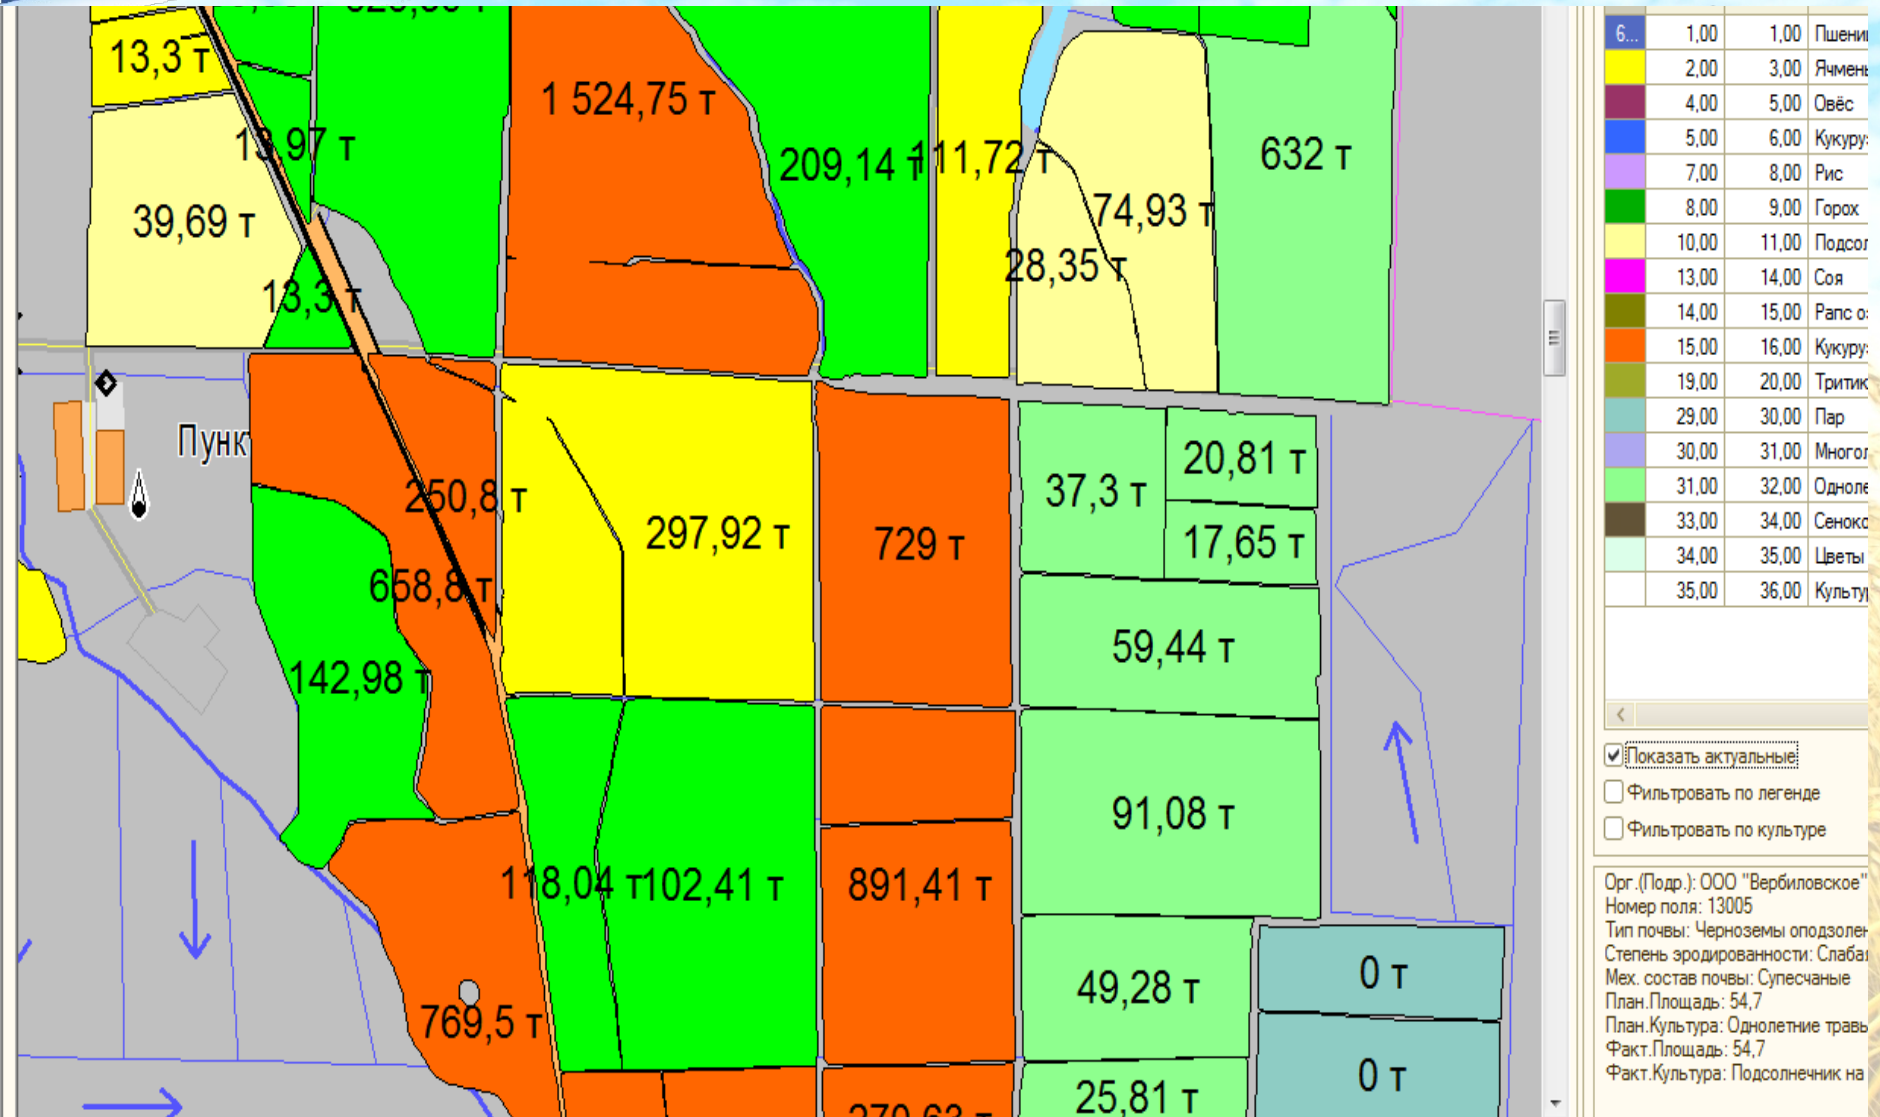 13,3 т
1 524,75 т
13,97 т
209,14 т
111,72 т
632 т
39,69 т
74,93 т
28,35 т
13,3 т
Пунк
250,8 т
297,92 т
729 т
37,3 т
20,81 т
17,65 т
658,8 т
142,98 т
59,44 т
91,08 т
118,04 т
102,41 т
891,41 т
49,28 т
0 т
769,5 т
0 т
25,81 т
6... 1,00 1,00 Пшени
2,00 3,00 Ячмень
4,00 5,00 Овёс
5,00 6,00 Кукуру
7,00 8,00 Рис
8,00 9,00 Горох
10,00 11,00 Подсол
13,00 14,00 Соя
14,00 15,00 Рапс о
15,00 16,00 Кукуру
19,00 20,00 Тритик
29,00 30,00 Пар
30,00 31,00 Многол
31,00 32,00 Одноле
33,00 34,00 Сеноко
34,00 35,00 Цветы
35,00 36,00 Культу
Показать актуальные
Фильтровать по легенде
Фильтровать по культуре
Орг.(Подр.): ООО "Вербиловское"
Номер поля: 13005
Тип почвы: Черноземы оподзолен
Степень эродированности: Слаба
Мех. состав почвы: Супесчаные
План.Площадь: 54,7
План.Культура: Однолетние травы
Факт.Площадь: 54,7
Факт.Культура: Подсолнечник на